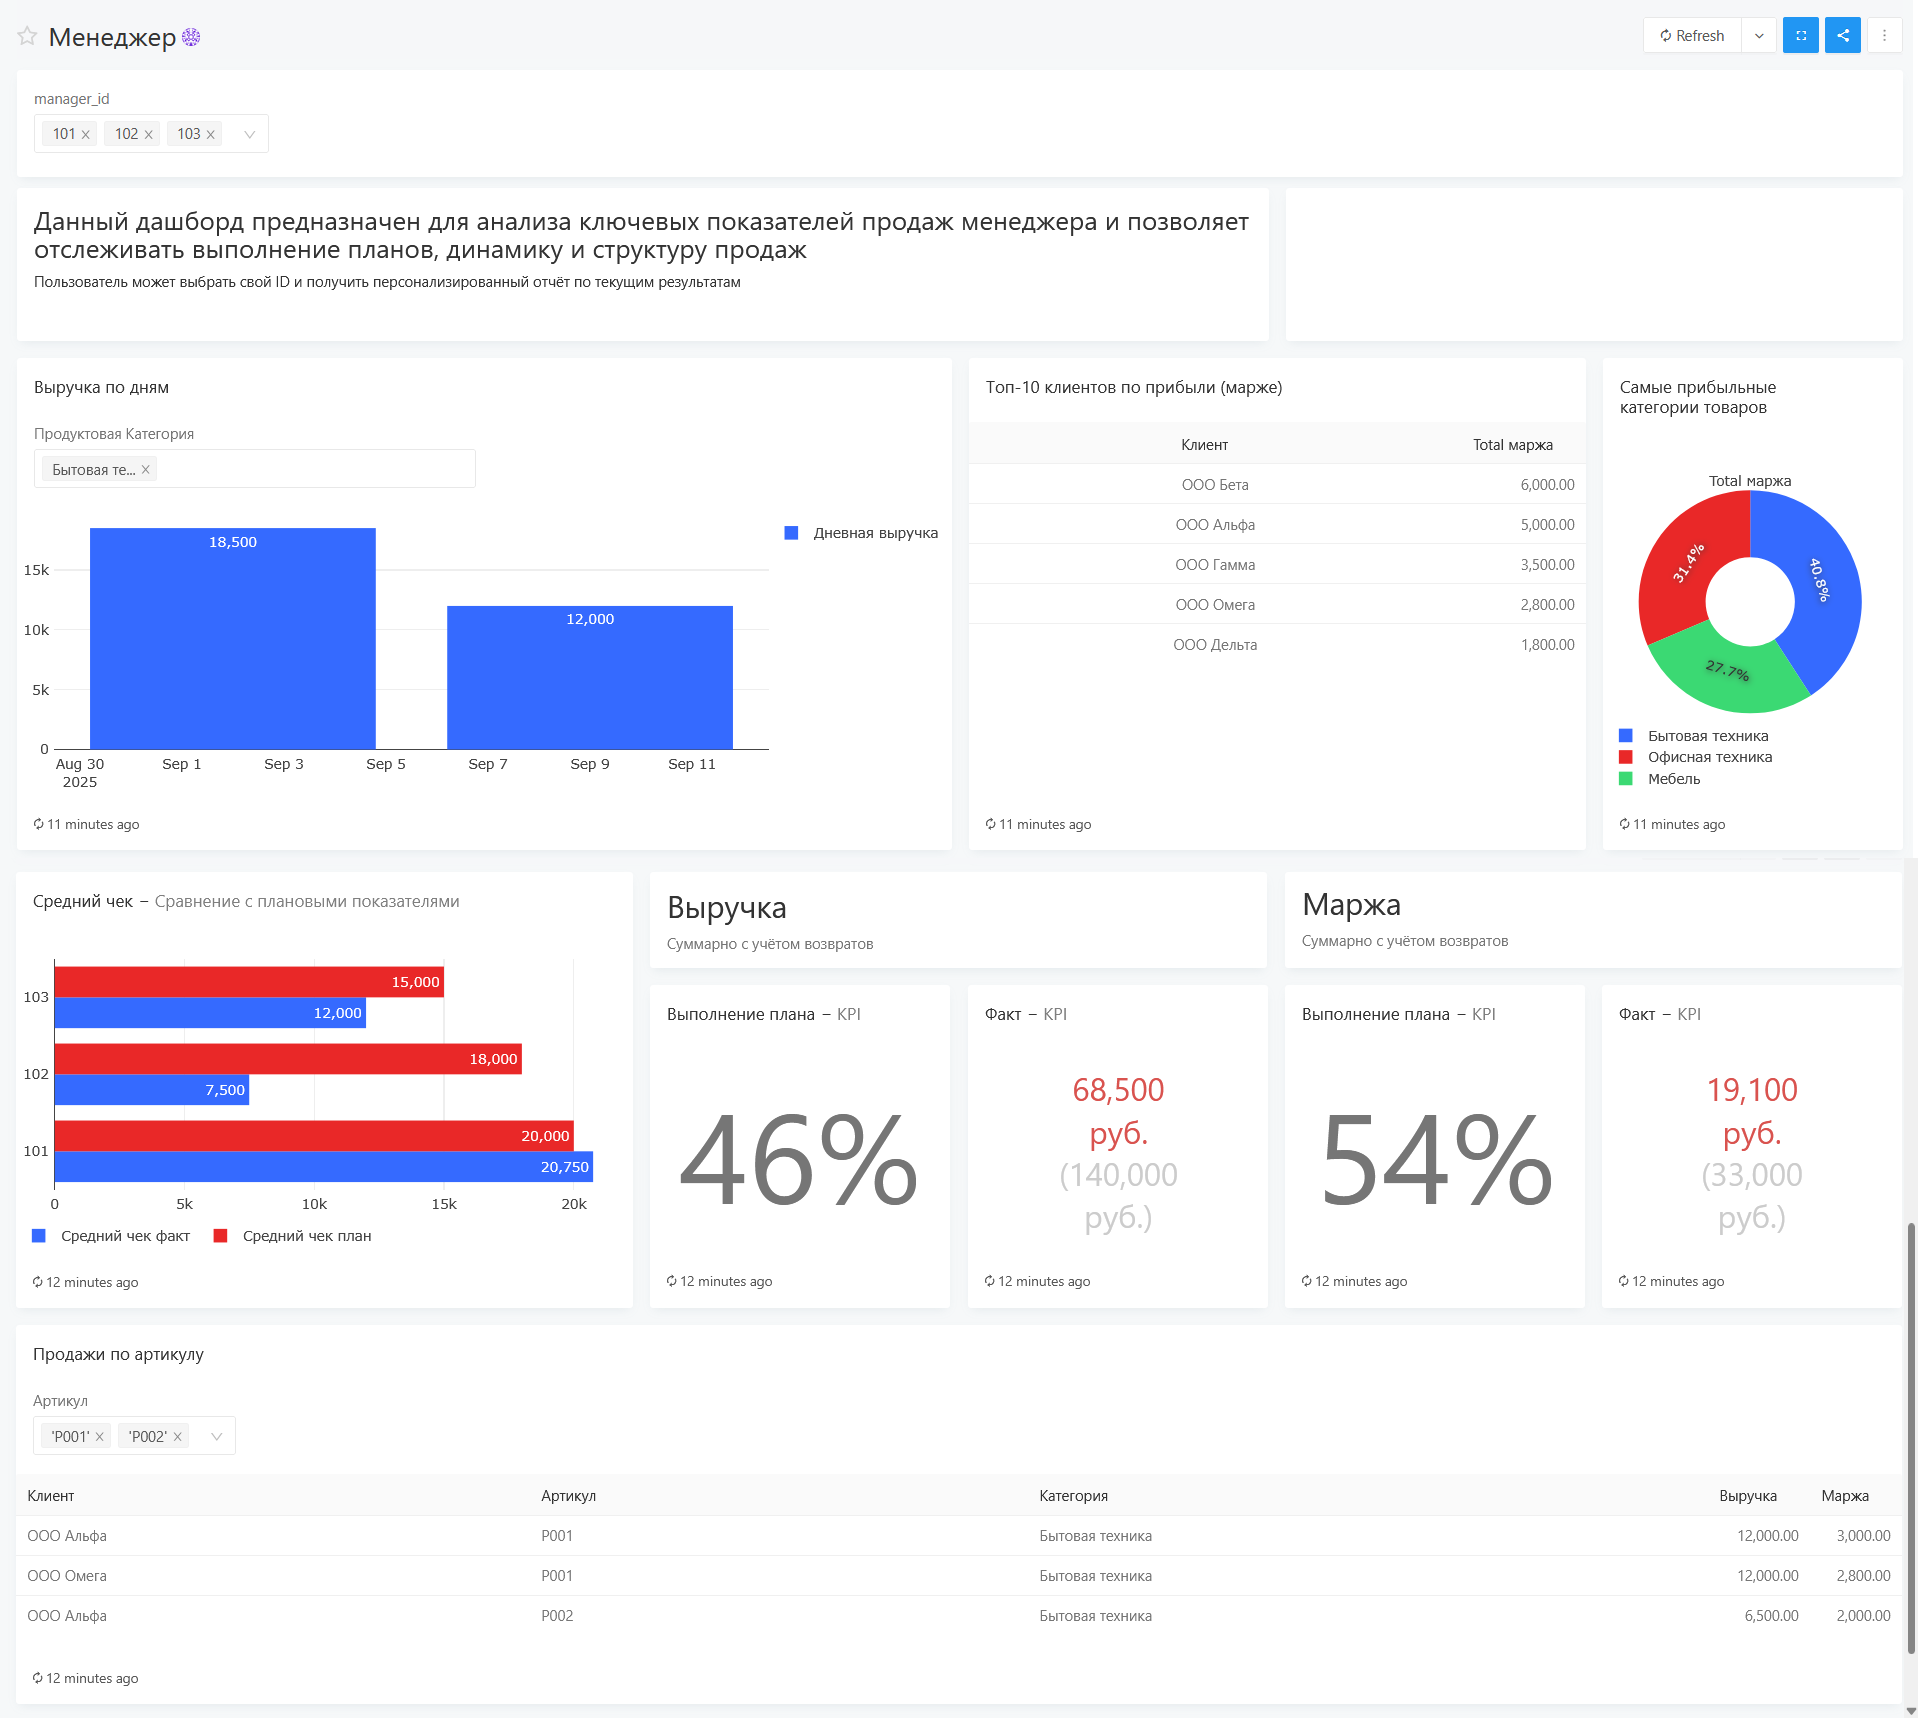 Менеджер
Refresh
manager_id
101 102 103
Данный дашборд предназначен для анализа ключевых показателей продаж менеджера и позволяет
отслеживать выполнение планов, динамику и структуру продаж
Пользователь может выбрать свой ID и получить персонализированный отчёт по текущим результатам
Выручка по дням
Продуктовая Категория
Бытовая те...
18,500
12,000
Дневная выручка
15k
10k
5k
0
Aug 30 Sep 1 Sep 3 Sep 5 Sep 7 Sep 9 Sep 11
2025
11 minutes ago
Топ-10 клиентов по прибыли (марже)
Клиент Total маржа
ООО Бета 6,000.00
ООО Альфа 5,000.00
ООО Гамма 3,500.00
ООО Омега 2,800.00
ООО Дельта 1,800.00
11 minutes ago
Самые прибыльные
категории товаров
Total маржа
40.8%
31.4%
27.7%
Бытовая техника
Офисная техника
Мебель
11 minutes ago
Средний чек – Сравнение с плановыми показателями
15,000
103
12,000
18,000
102
7,500
20,000
101
20,750
0 5k 10k 15k 20k
Средний чек факт Средний чек план
12 minutes ago
Выручка
Суммарно с учётом возвратов
Выполнение плана – KPI
46%
12 minutes ago
Факт – KPI
68,500
руб.
(140,000
руб.)
12 minutes ago
Маржа
Суммарно с учётом возвратов
Выполнение плана – KPI
54%
12 minutes ago
Факт – KPI
19,100
руб.
(33,000
руб.)
12 minutes ago
Продажи по артикулу
Артикул
'P001' 'P002'
Клиент Артикул Категория Выручка Маржа
ООО Альфа P001 Бытовая техника 12,000.00 3,000.00
ООО Омега P001 Бытовая техника 12,000.00 2,800.00
ООО Альфа P002 Бытовая техника 6,500.00 2,000.00
12 minutes ago